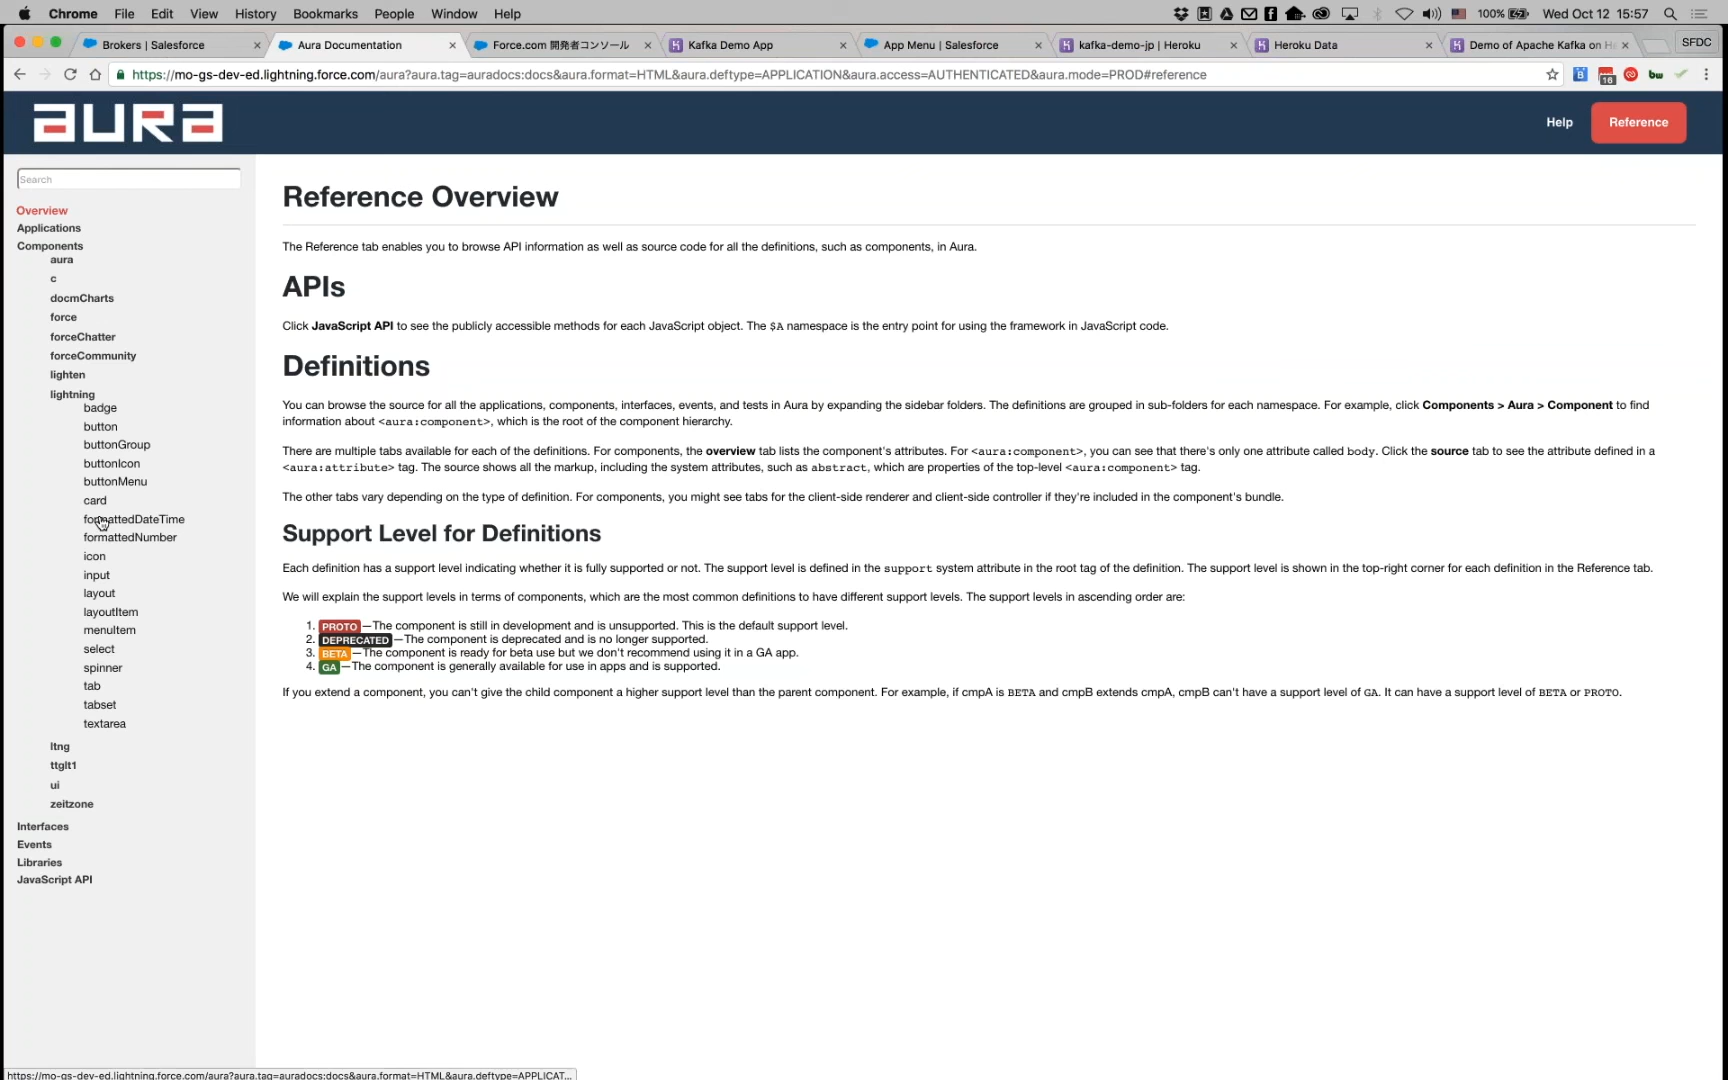 Chrome File Edit View History Bookmarks People Window Help 100% Wed Oct 12 15:57
Brokers | Salesforce Aura Documentation Force.com 開発者コンソール Kafka Demo App App Menu | Salesforce kafka-demo-jp | Heroku Heroku Data Demo of Apache Kafka on H SFDC
https://mo-gs-dev-ed.lightning.force.com/aura?aura.tag=auradocs:docs&aura.format=HTML&aura.deftype=APPLICATION&aura.access=AUTHENTICATED&aura.mode=PROD#reference 16 bw
aura Help Reference
Search
Overview
Applications
Components
aura
c
docmCharts
force
forceChatter
forceCommunity
lighten
lightning
badge
button
buttonGroup
buttonIcon
buttonMenu
card
formattedDateTime
formattedNumber
icon
input
layout
layoutItem
menuItem
select
spinner
tab
tabset
textarea
ltng
ttglt1
ui
zeitzone
Interfaces
Events
Libraries
JavaScript API
Reference Overview
The Reference tab enables you to browse API information as well as source code for all the definitions, such as components, in Aura.
APIs
Click JavaScript API to see the publicly accessible methods for each JavaScript object. The $A namespace is the entry point for using the framework in JavaScript code.
Definitions
You can browse the source for all the applications, components, interfaces, events, and tests in Aura by expanding the sidebar folders. The definitions are grouped in sub-folders for each namespace. For example, click Components > Aura > Component to find
information about <aura:component>, which is the root of the component hierarchy.
There are multiple tabs available for each of the definitions. For components, the overview tab lists the component's attributes. For <aura:component>, you can see that there's only one attribute called body. Click the source tab to see the attribute defined in a
<aura:attribute> tag. The source shows all the markup, including the system attributes, such as abstract, which are properties of the top-level <aura:component> tag.
The other tabs vary depending on the type of definition. For components, you might see tabs for the client-side renderer and client-side controller if they're included in the component's bundle.
Support Level for Definitions
Each definition has a support level indicating whether it is fully supported or not. The support level is defined in the support system attribute in the root tag of the definition. The support level is shown in the top-right corner for each definition in the Reference tab.
We will explain the support levels in terms of components, which are the most common definitions to have different support levels. The support levels in ascending order are:
1. PROTO—The component is still in development and is unsupported. This is the default support level.
2. DEPRECATED—The component is deprecated and is no longer supported.
3. BETA—The component is ready for beta use but we don't recommend using it in a GA app.
4. GA—The component is generally available for use in apps and is supported.
If you extend a component, you can't give the child component a higher support level than the parent component. For example, if cmpA is BETA and cmpB extends cmpA, cmpB can't have a support level of GA. It can have a support level of BETA or PROTO.
https://mo-gs-dev-ed.lightning.force.com/aura?aura.tag=auradocs:docs&aura.format=HTML&aura.deftype=APPLICAT...